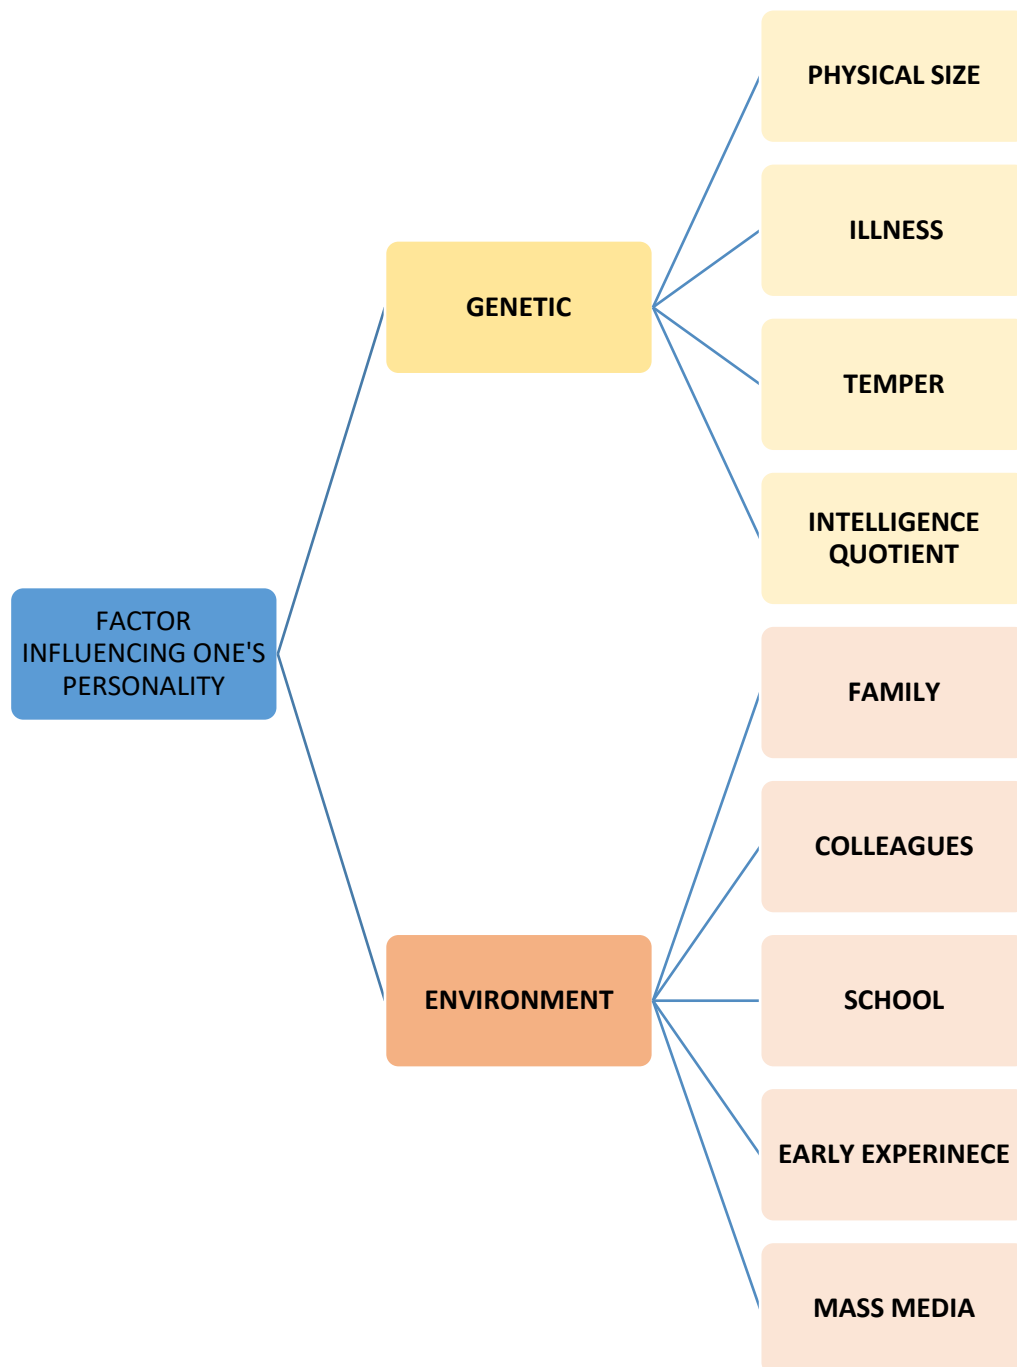 PHYSICAL SIZE
ILLNESS
GENETIC
TEMPER
INTELLIGENCE
QUOTIENT
FACTOR
INFLUENCING ONE'S
PERSONALITY
FAMILY
COLLEAGUES
ENVIRONMENT
SCHOOL
EARLY EXPERINECE
MASS MEDIA